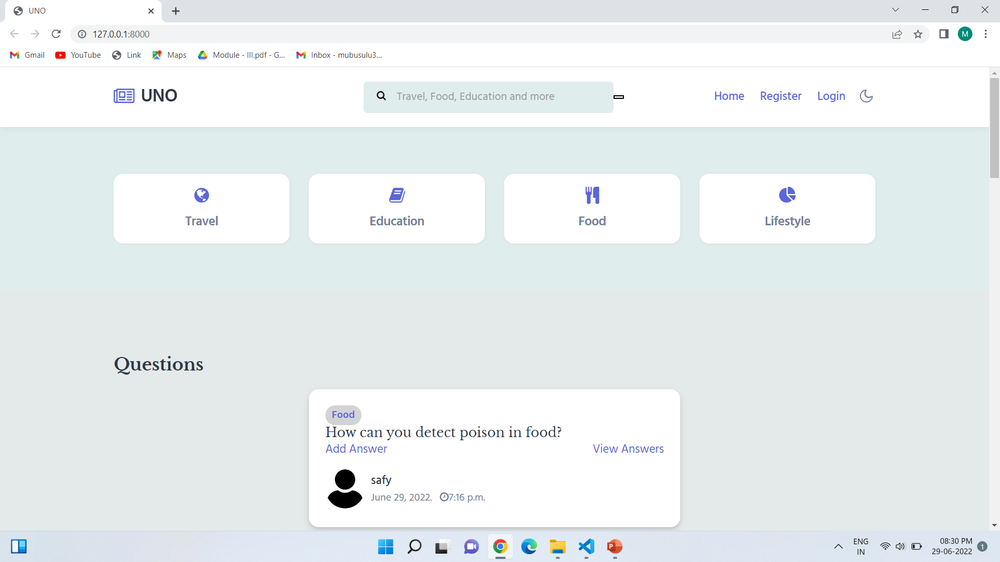 UNO
127.0.0.1:8000
M
Gmail
YouTube
Link
Maps
Module - III.pdf - G...
Inbox - mubusulu3...
UNO
Travel, Food, Education and more
Home
Register
Login
Travel
Education
Food
Lifestyle
Questions
Food
How can you detect poison in food?
Add Answer
View Answers
safy
June 29, 2022.
7:16 p.m.
P
ENG
IN
08:30 PM
29-06-2022
1